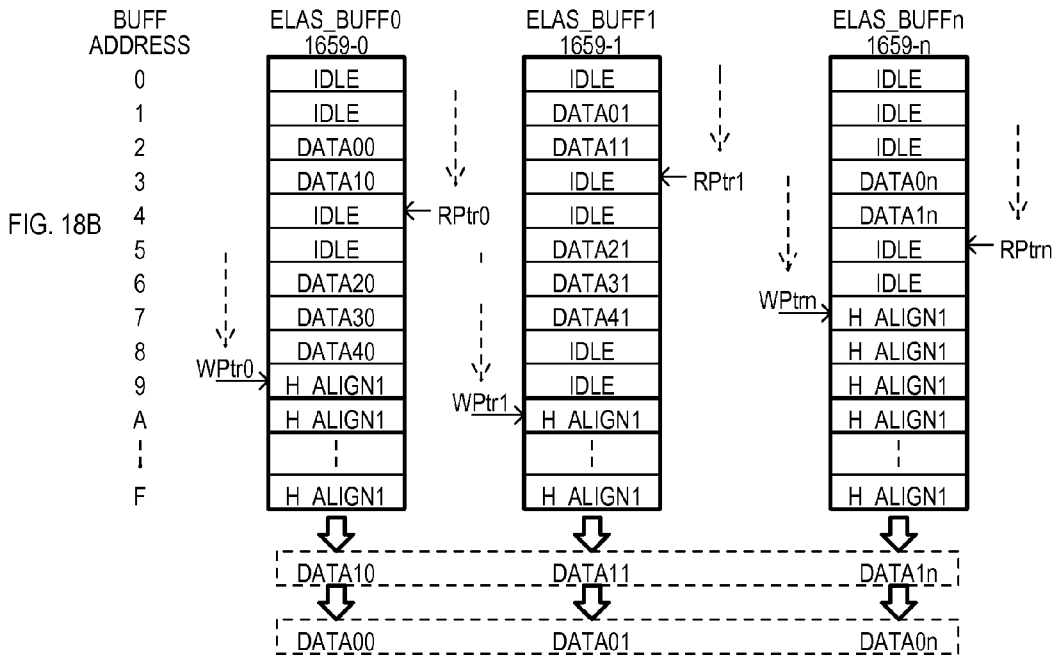 BUFF ELAS_BUFF0 ELAS_BUFF1 ELAS_BUFFn
ADDRESS 1659-0 1659-1 1659-n
0 IDLE IDLE IDLE
1 IDLE DATA01 IDLE
2 DATA00 DATA11 IDLE
3 DATA10 IDLE RPtr1 DATA0n
FIG. 18B 4 IDLE RPtr0 IDLE DATA1n
5 IDLE DATA21 IDLE RPtrn
6 DATA20 DATA31 IDLE
7 DATA30 DATA41 WPtrn H_ALIGN1
8 DATA40 IDLE H_ALIGN1
WPtr0 9 H_ALIGN1 IDLE H_ALIGN1
A H_ALIGN1 WPtr1 H_ALIGN1 H_ALIGN1
F H_ALIGN1 H_ALIGN1 H_ALIGN1
DATA10 DATA11 DATA1n
DATA00 DATA01 DATA0n